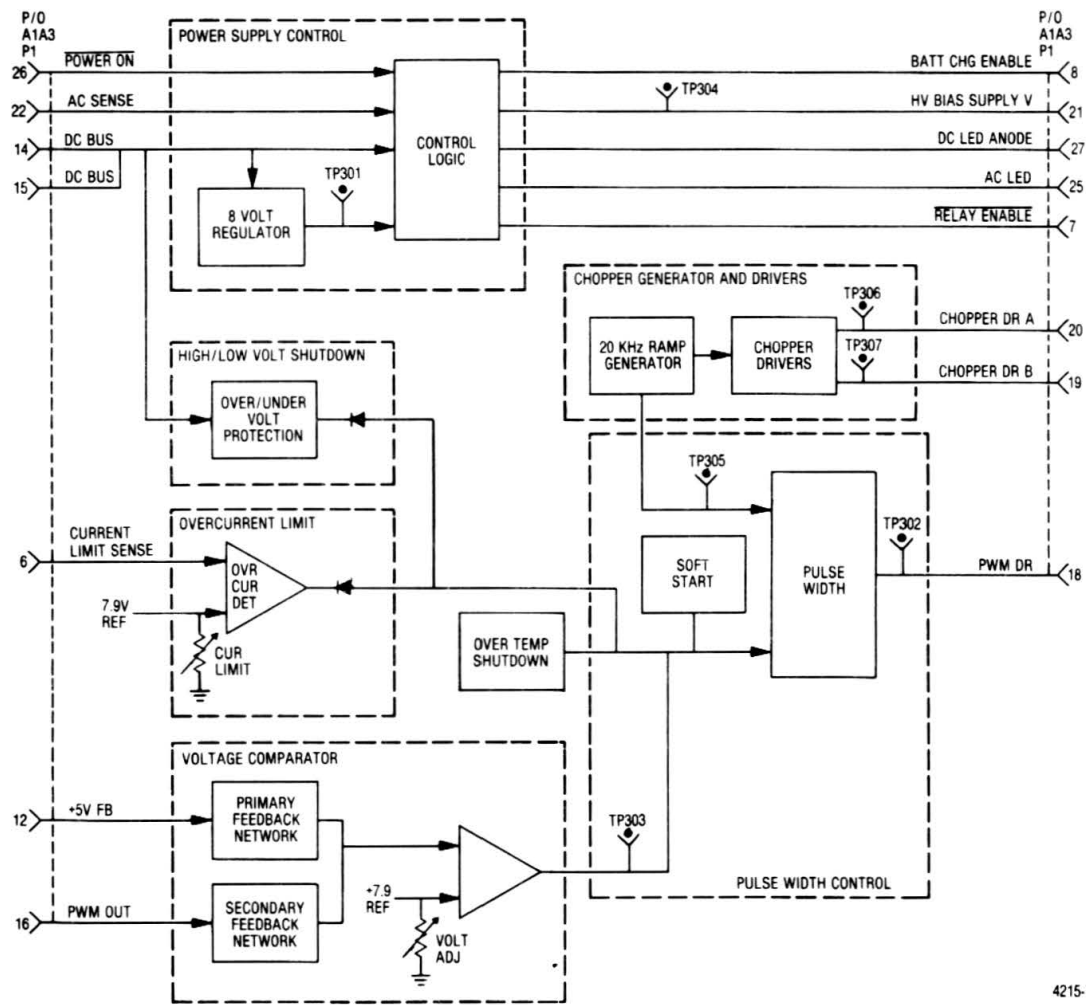 P/O
A1A3
P1
P/O
A1A3
P1
POWER SUPPLY CONTROL
26
POWER ON
22
AC SENSE
14
DC BUS
15
DC BUS
8 VOLT
REGULATOR
TP301
CONTROL
LOGIC
BATT CHG ENABLE
8
TP304
HV BIAS SUPPLY V
21
DC LED ANODE
27
AC LED
25
RELAY ENABLE
7
CHOPPER GENERATOR AND DRIVERS
20 KHz RAMP
GENERATOR
CHOPPER
DRIVERS
TP306
CHOPPER DR A
20
TP307
CHOPPER DR B
19
HIGH/LOW VOLT SHUTDOWN
OVER/UNDER
VOLT
PROTECTION
OVERCURRENT LIMIT
6
CURRENT
LIMIT SENSE
OVR
CUR
DET
7.9V
REF
CUR
LIMIT
OVER TEMP
SHUTDOWN
TP305
SOFT
START
PULSE
WIDTH
TP302
PWM DR
18
VOLTAGE COMPARATOR
12
+5V FB
PRIMARY
FEEDBACK
NETWORK
16
PWM OUT
SECONDARY
FEEDBACK
NETWORK
+7.9
REF
VOLT
ADJ
TP303
PULSE WIDTH CONTROL
4215-